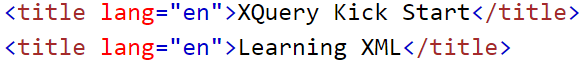 <title lang="en">XQuery Kick Start</title>
<title lang="en">Learning XML</title>